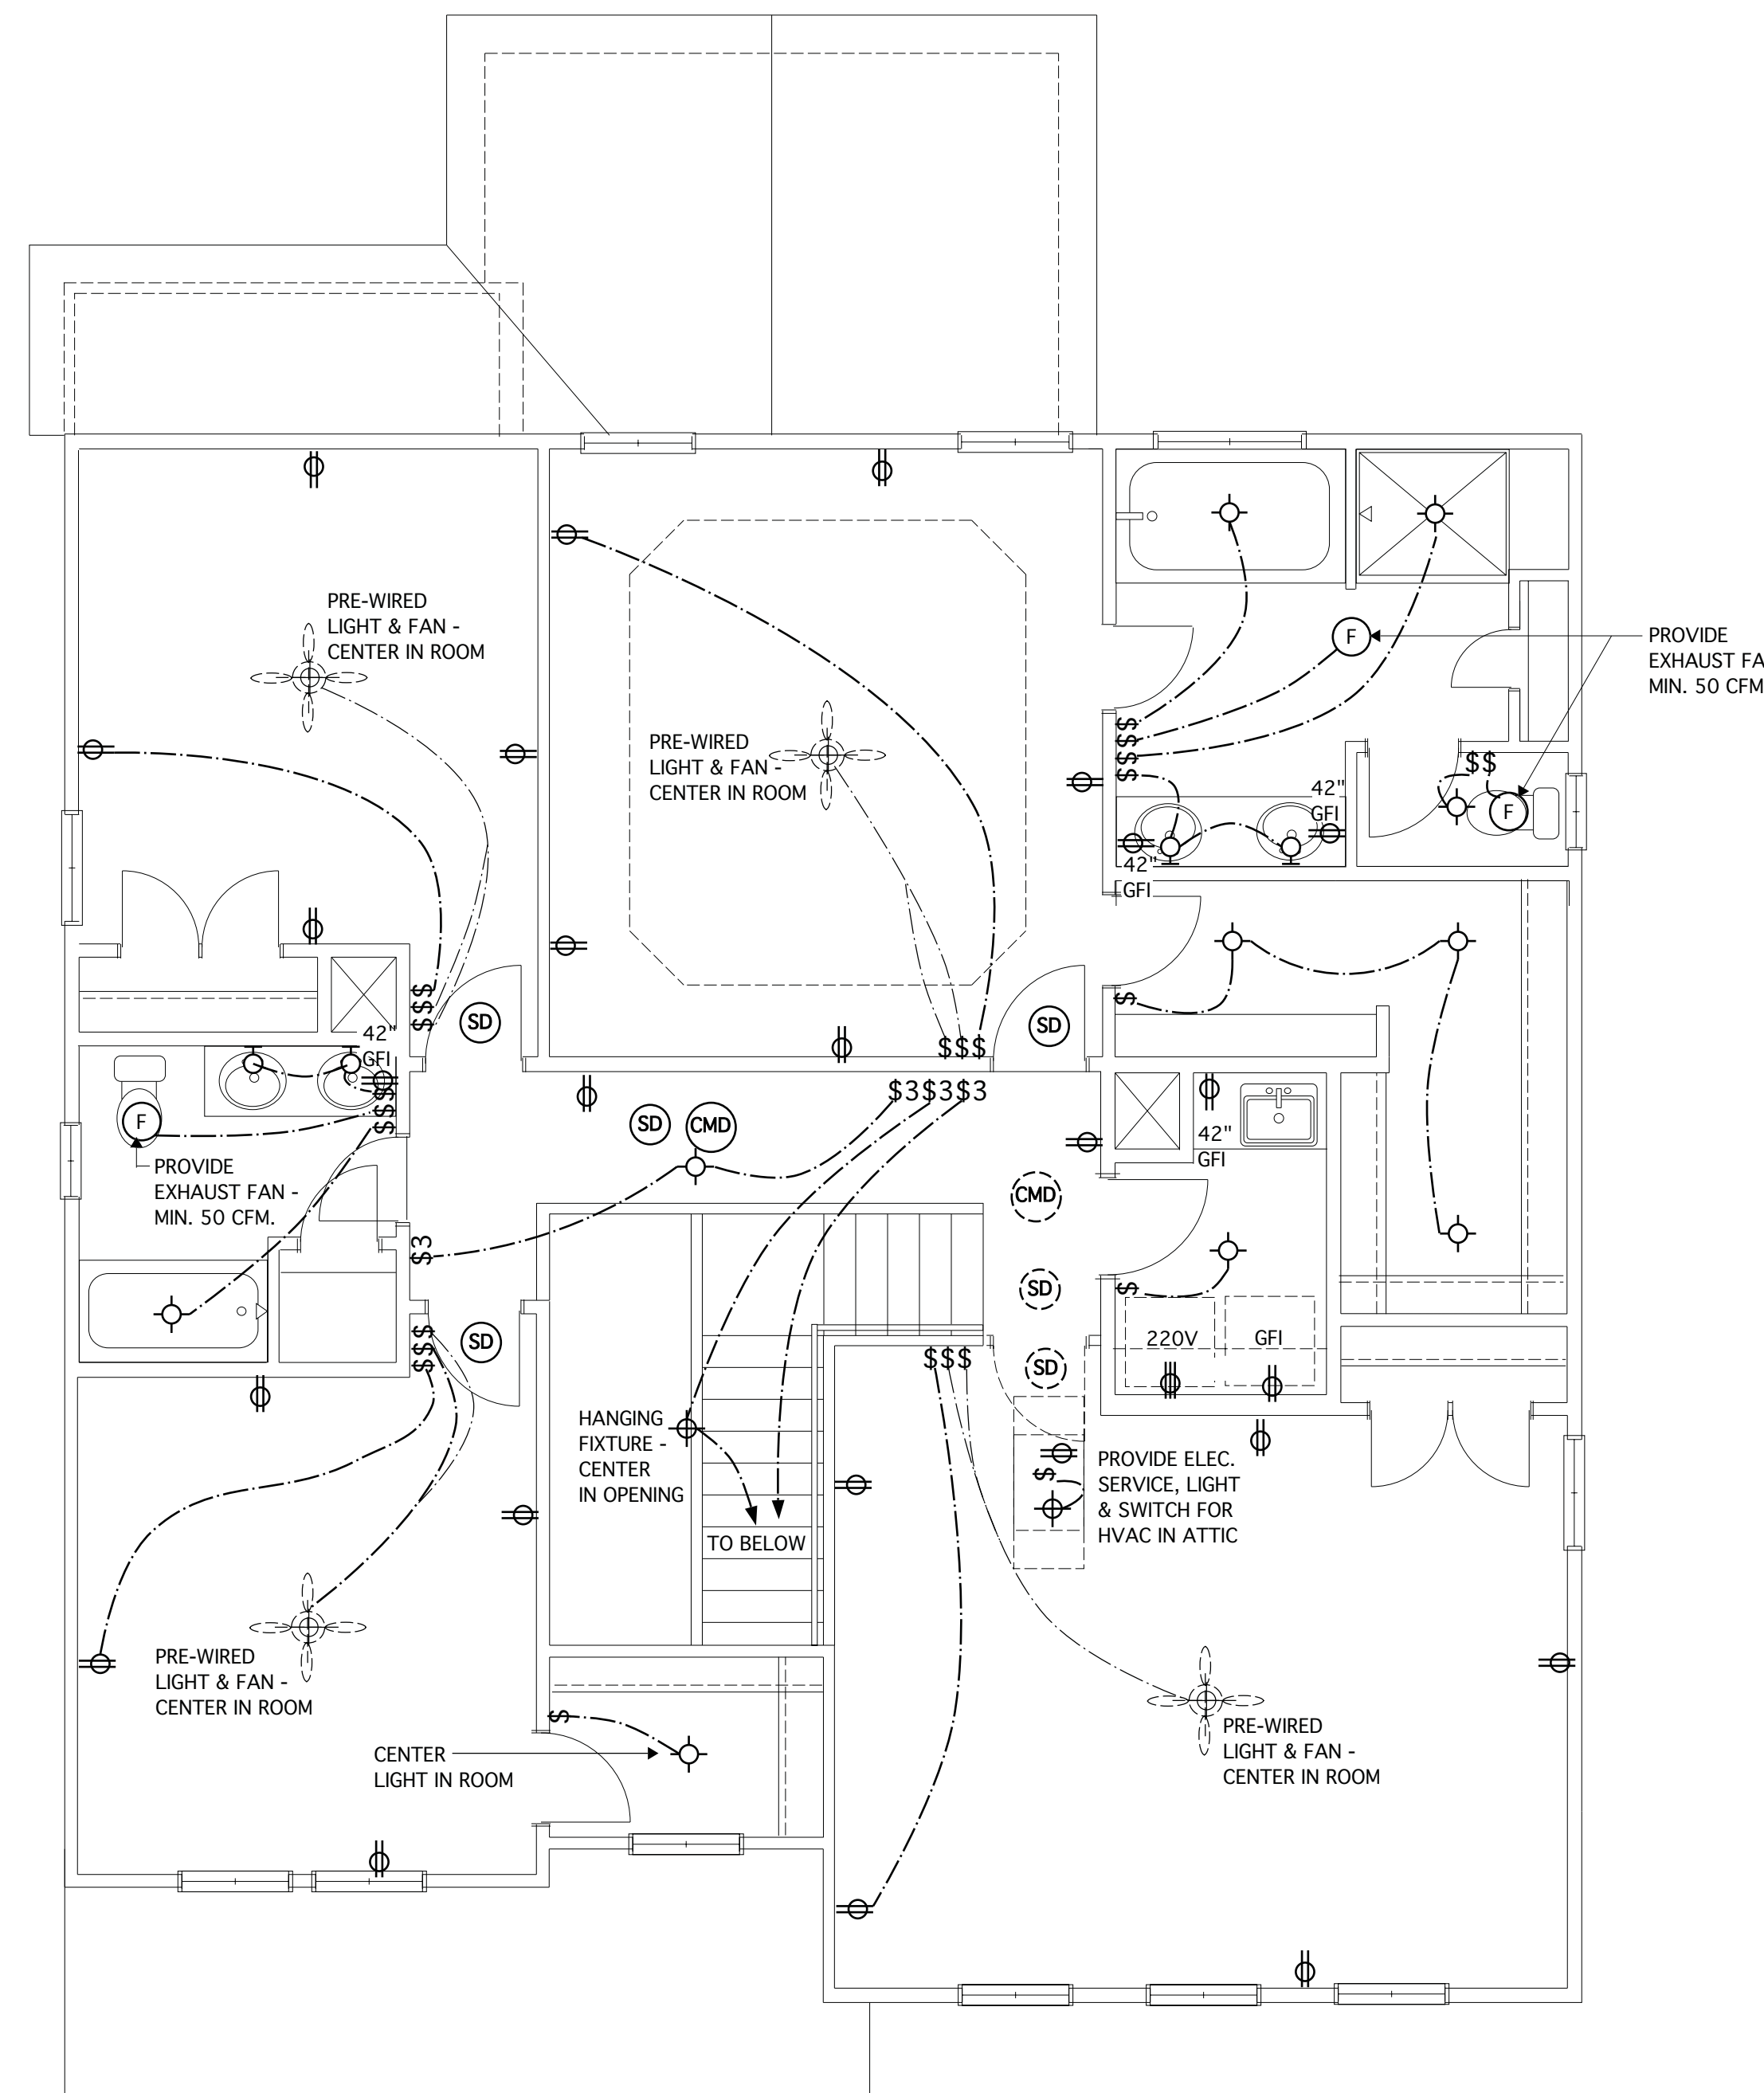 PRE-WIRED
LIGHT & FAN -
CENTER IN ROOM
F
PROVIDE
EXHAUST FA
MIN. 50 CFM
PRE-WIRED
LIGHT & FAN -
CENTER IN ROOM
$
$
$
$
$$
42"
GFI
F
42"
GFI
$$$
SD
$
SD
42"
GFI
$$$
$3$3$3
$$$
F
SD
CMD
42"
GFI
PROVIDE
EXHAUST FAN -
MIN. 50 CFM.
CMD
$3
SD
$
220V
GFI
$$$
SD
$$$
SD
HANGING
FIXTURE -
CENTER
IN OPENING
$
PROVIDE ELEC.
SERVICE, LIGHT
& SWITCH FOR
HVAC IN ATTIC
TO BELOW
PRE-WIRED
LIGHT & FAN -
CENTER IN ROOM
$
CENTER
LIGHT IN ROOM
PRE-WIRED
LIGHT & FAN -
CENTER IN ROOM